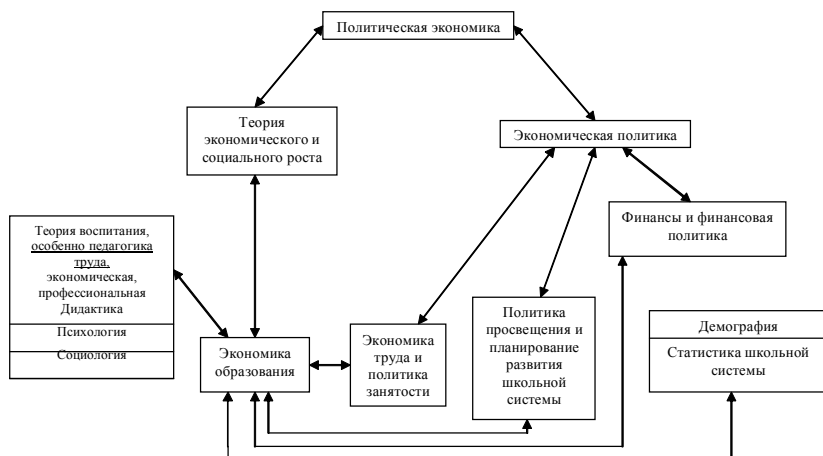 Политическая экономика
Теория
экономического и
социального роста
Экономическая политика
Финансы и финансовая
политика
Теория воспитания,
особенно педагогика
труда,
экономическая,
профессиональная
Дидактика
Психология
Социология
Экономика
образования
Экономика
труда и
политика
занятости
Политика
просвещения и
планирование
развития
школьной
системы
Демография
Статистика школьной
системы